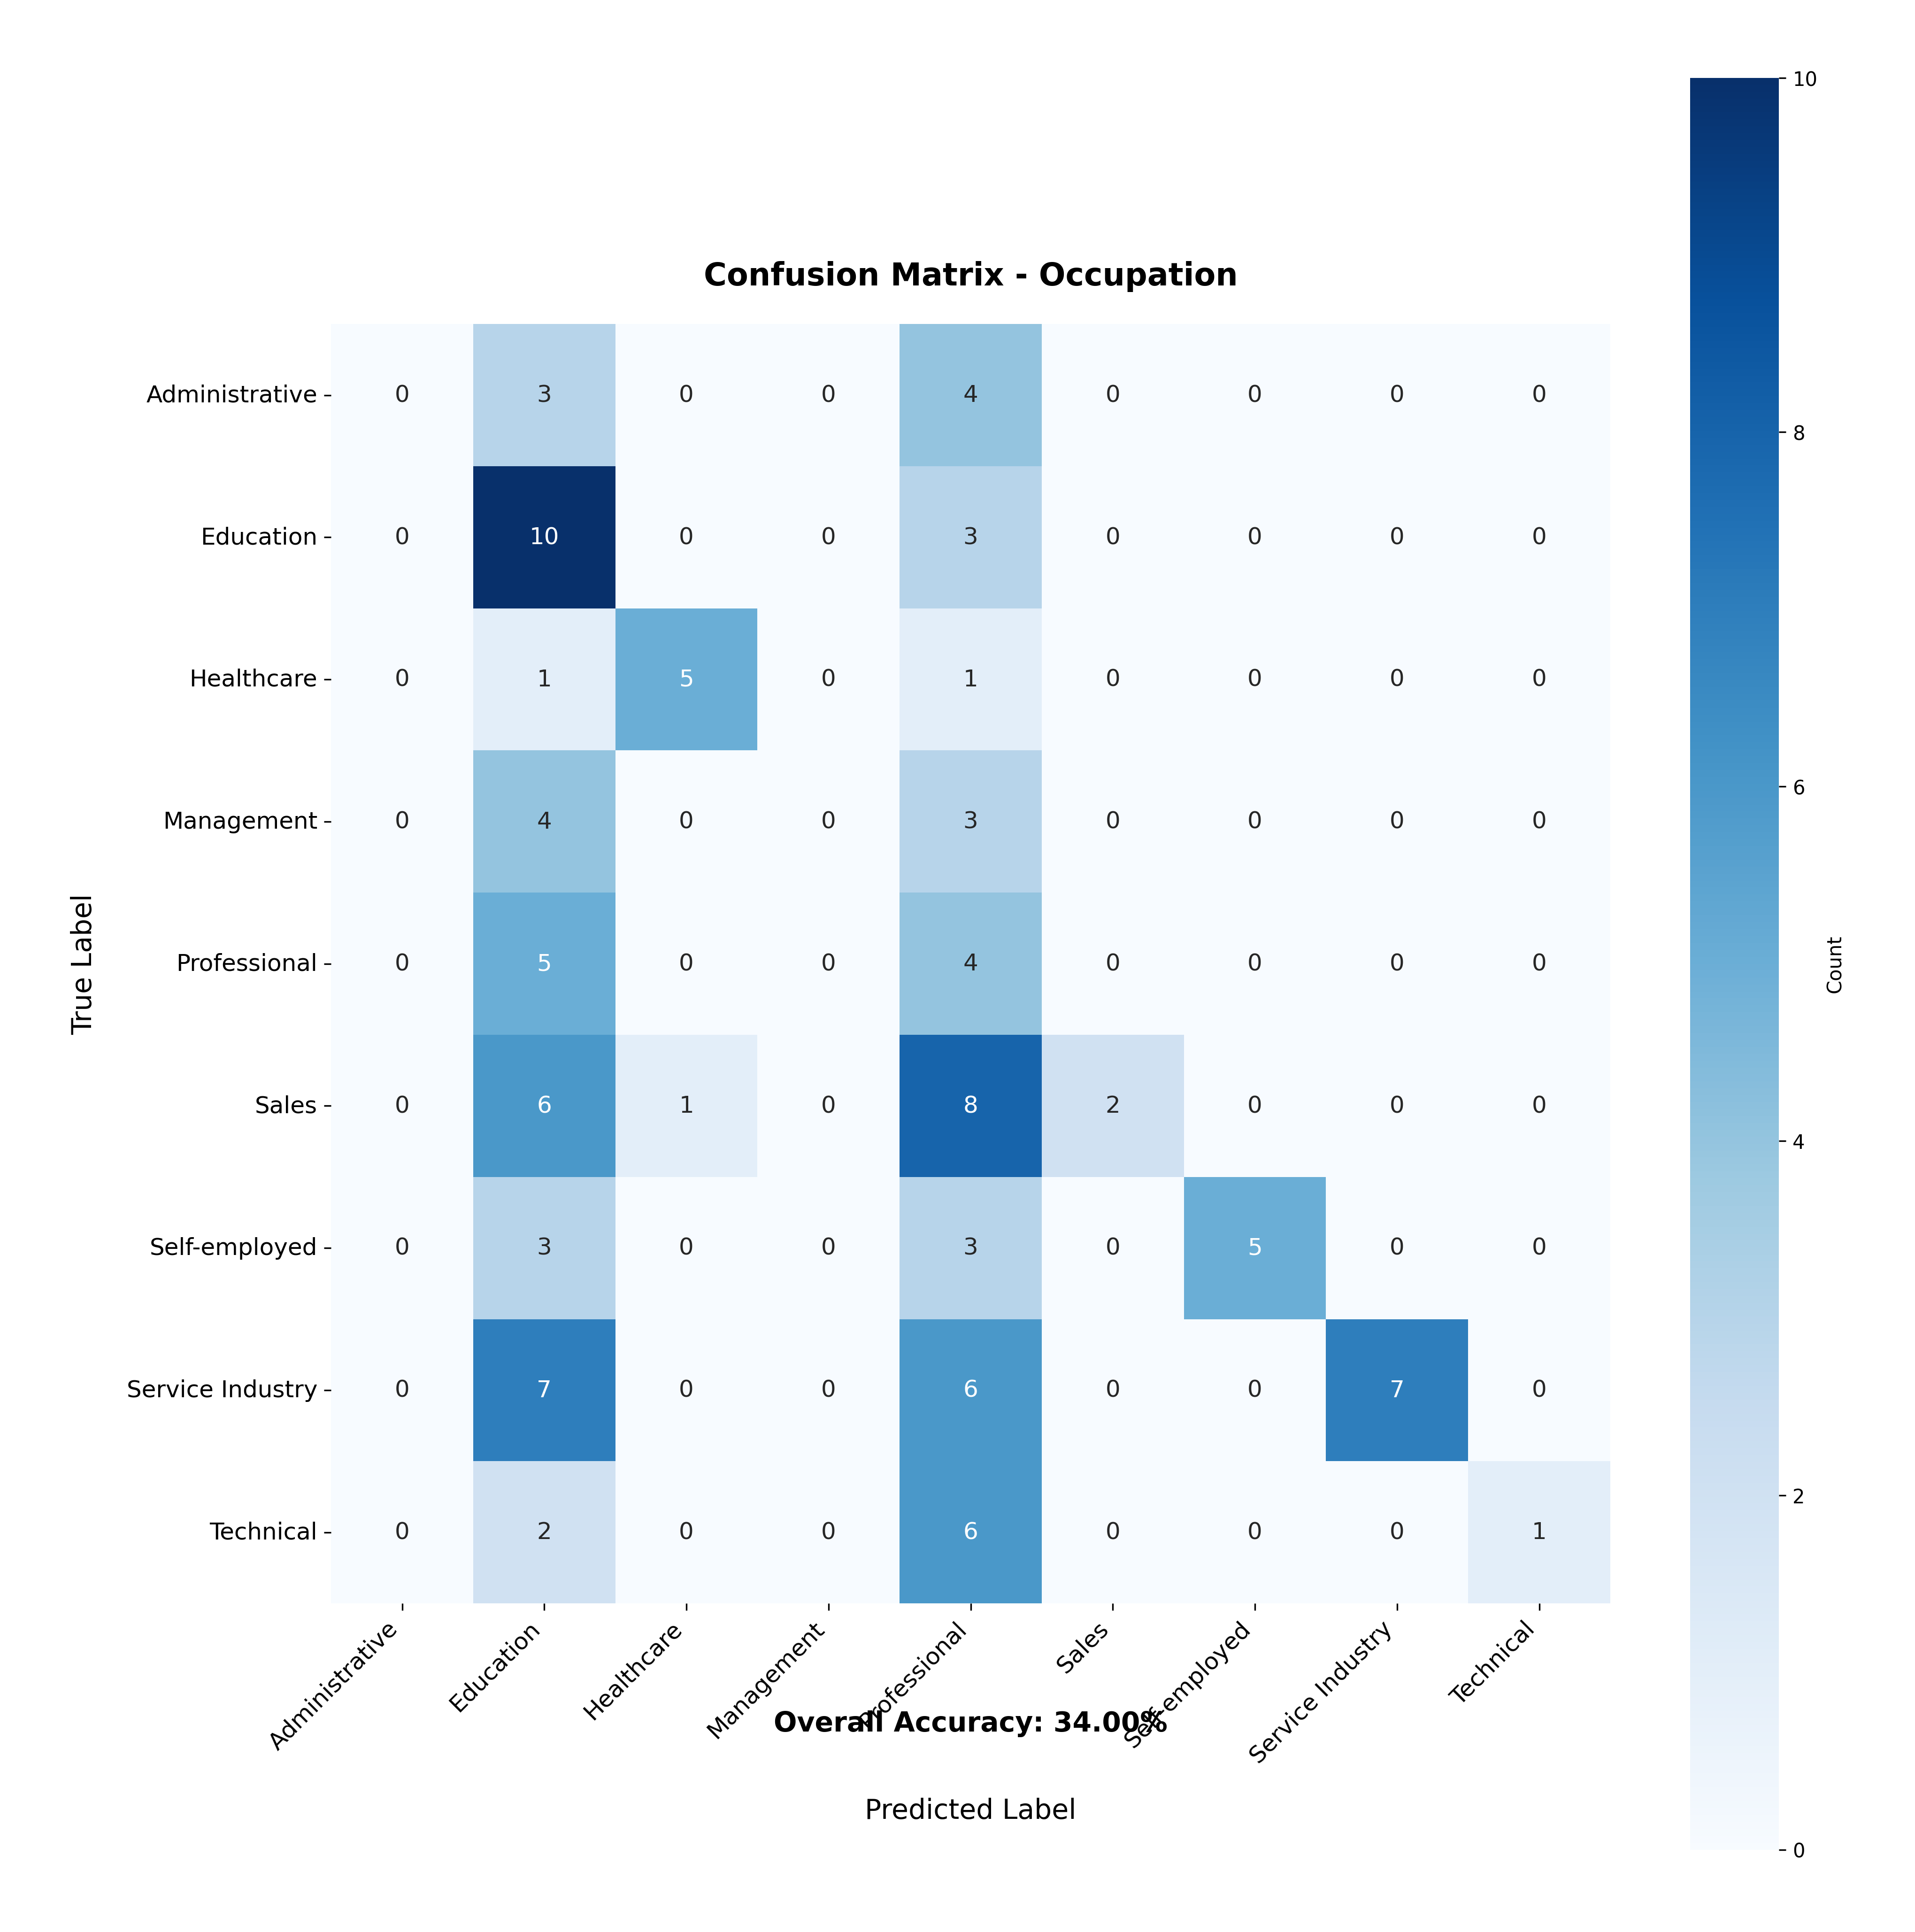 Confusion Matrix - Occupation
Administrative 0 3 0 0 4 0 0 0 0
Education 0 10 0 0 3 0 0 0 0
Healthcare 0 1 5 0 1 0 0 0 0
Management 0 4 0 0 3 0 0 0 0
Professional 0 5 0 0 4 0 0 0 0
Sales 0 6 1 0 8 2 0 0 0
Self-employed 0 3 0 0 3 0 5 0 0
Service Industry 0 7 0 0 6 0 0 7 0
Technical 0 2 0 0 6 0 0 0 1
True Label
Administrative
Education
Healthcare
Management
Professional
Sales
Self-employed
Service Industry
Technical
Overall Accuracy: 34.00%
Predicted Label
10
8
6
4
2
0
Count